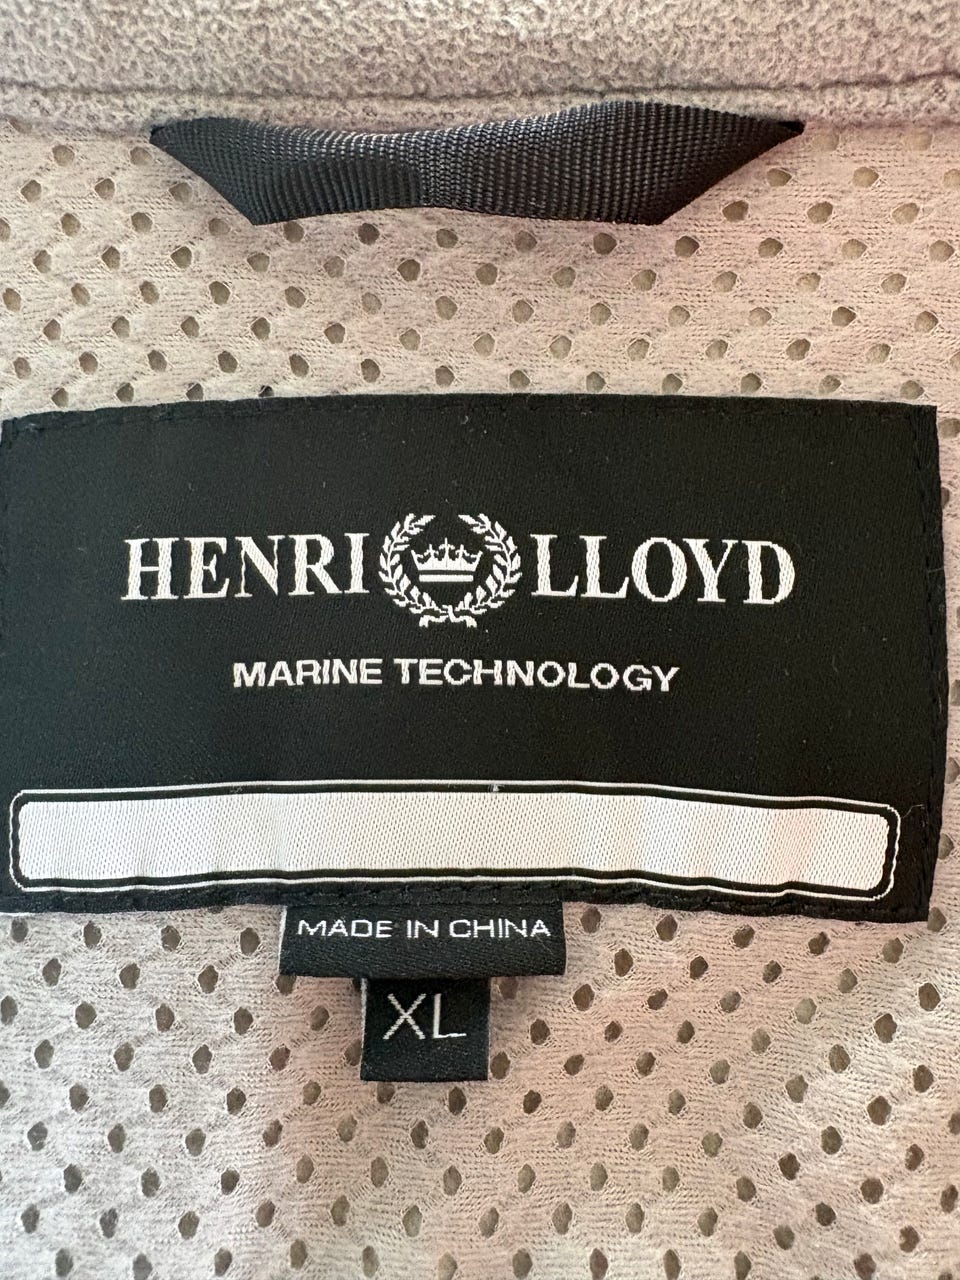 HENRI LLOYD
MARINE TECHNOLOGY
MADE IN CHINA
XL